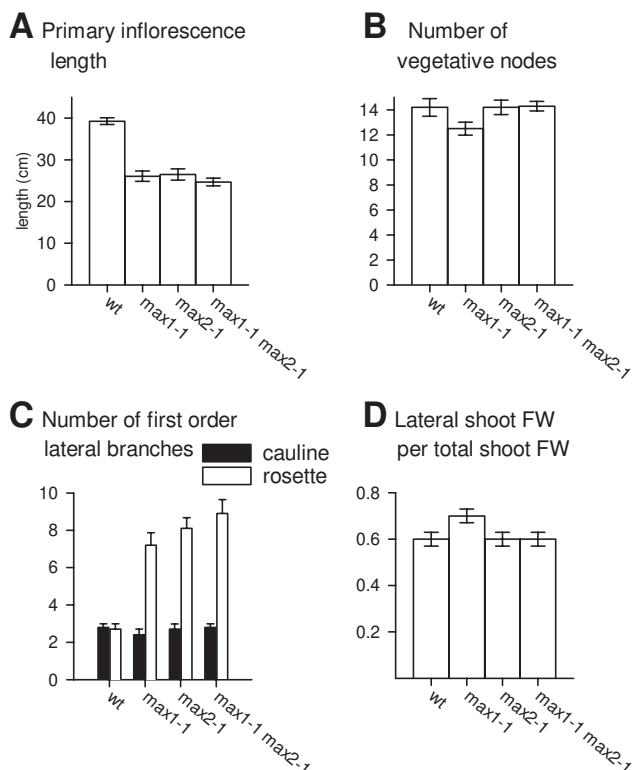 A Primary inflorescence
length
length (cm)
40
30
20
10
0
wt
max1-1
max2-1
max1-1 max2-1
B Number of
vegetative nodes
14
12
10
8
6
4
2
0
wt
max1-1
max2-1
max1-1 max2-1
C Number of first order
lateral branches
cauline
rosette
10
8
6
4
2
0
wt
max1-1
max2-1
max1-1 max2-1
D Lateral shoot FW
per total shoot FW
0.8
0.6
0.4
0.2
wt
max1-1
max2-1
max1-1 max2-1